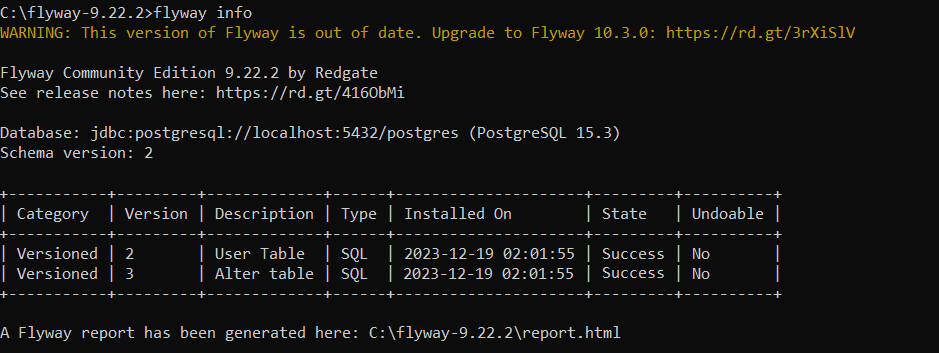 C:\flyway-9.22.2>flyway info
WARNING: This version of Flyway is out of date. Upgrade to Flyway 10.3.0: https://rd.gt/3rXiSlV

Flyway Community Edition 9.22.2 by Redgate
See release notes here: https://rd.gt/416ObMi

Database: jdbc:postgresql://localhost:5432/postgres (PostgreSQL 15.3)
Schema version: 2

+-----------+---------+-------------+------+---------------------+---------+----------+
| Category  | Version | Description | Type | Installed On        | State   | Undoable |
+-----------+---------+-------------+------+---------------------+---------+----------+
| Versioned | 2       | User Table  | SQL  | 2023-12-19 02:01:55 | Success | No       |
| Versioned | 3       | Alter table | SQL  | 2023-12-19 02:01:55 | Success | No       |
+-----------+---------+-------------+------+---------------------+---------+----------+

A Flyway report has been generated here: C:\flyway-9.22.2\report.html